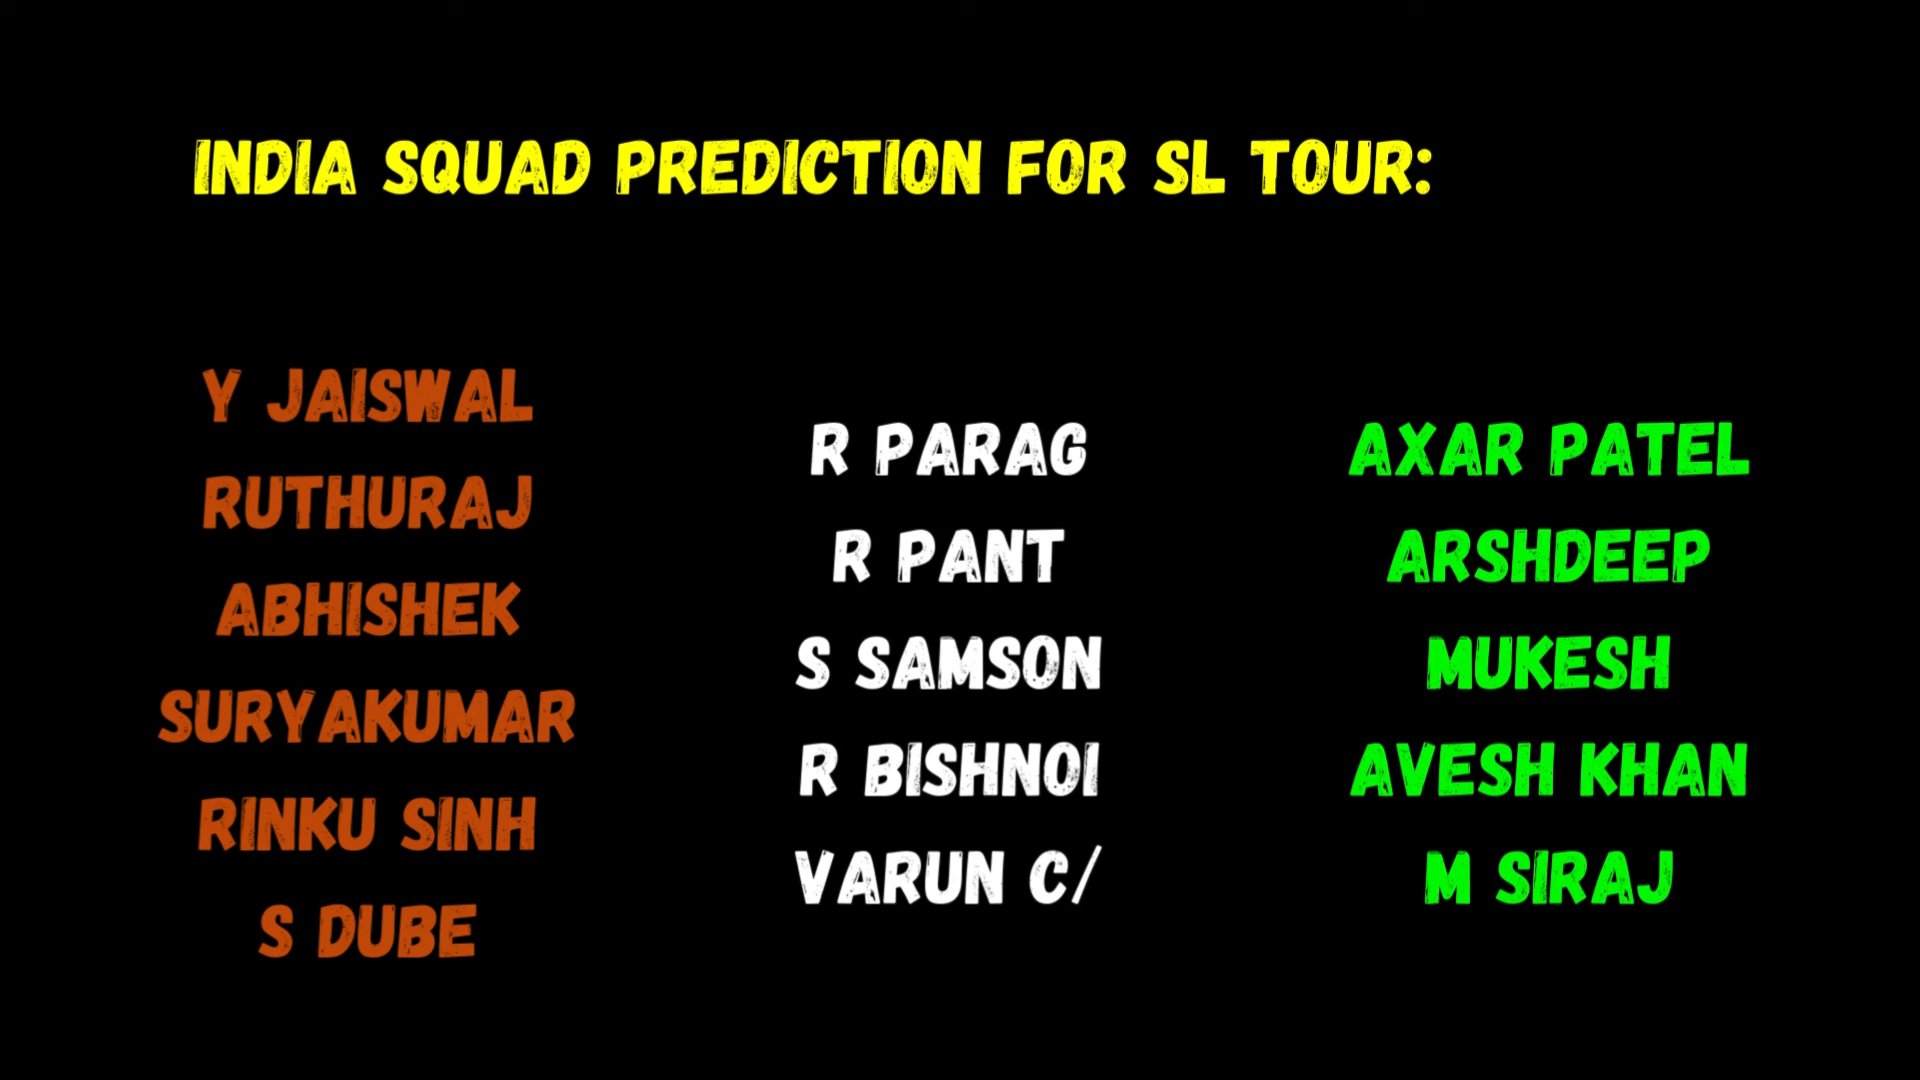 INDIA SQUAD PREDICTION FOR SL TOUR:
Y JAISWAL
RUTHURAJ
ABHISHEK
SURYAKUMAR
RINKU SINH
S DUBE
R PARAG
R PANT
S SAMSON
R BISHNOI
VARUN C/
AXAR PATEL
ARSHDEEP
MUKESH
AVESH KHAN
M SIRAJ